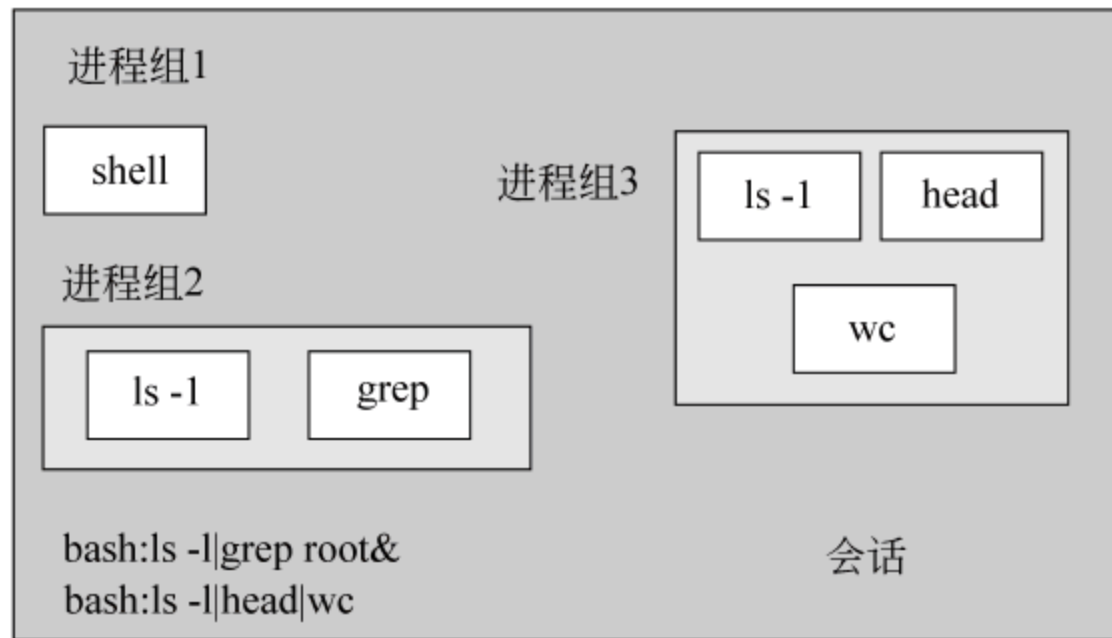 进程组1
shell
进程组2
ls -1
grep
进程组3
ls -1
head
wc
bash:ls -l|grep root&
bash:ls -l|head|wc
会话